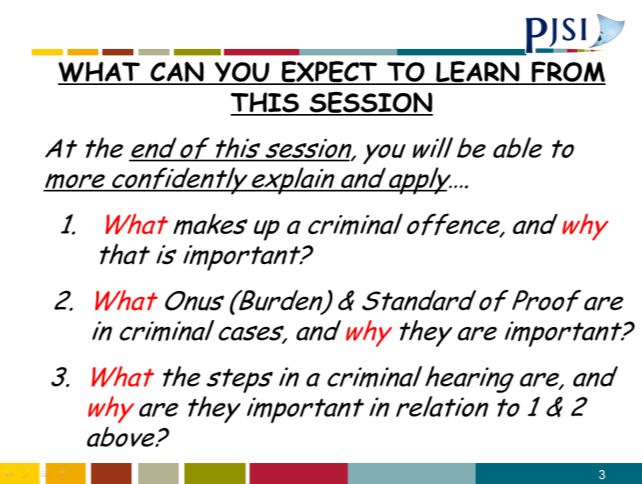 PJSI
WHAT CAN YOU EXPECT TO LEARN FROM
THIS SESSION
At the end of this session, you will be able to
more confidently explain and apply….
1. What makes up a criminal offence, and why
that is important?
2. What Onus (Burden) & Standard of Proof are
in criminal cases, and why they are important?
3. What the steps in a criminal hearing are, and
why are they important in relation to 1 & 2
above?
3